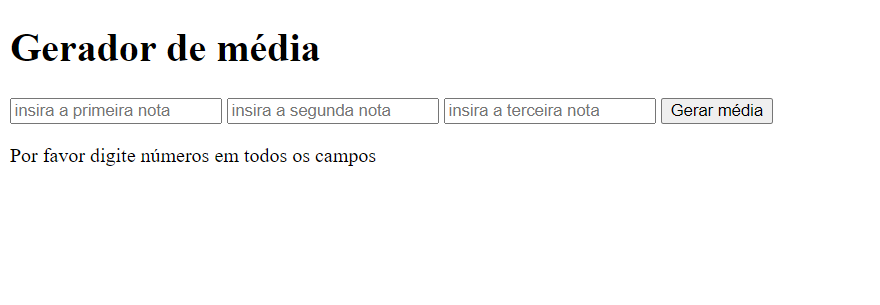 Gerador de média
insira a primeira nota insira a segunda nota insira a terceira nota Gerar média
Por favor digite números em todos os campos